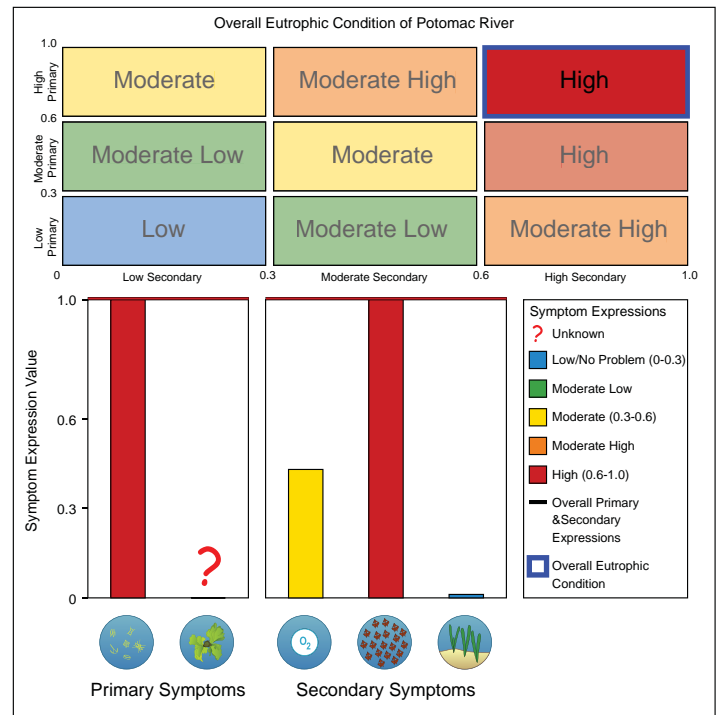 Overall Eutrophic Condition of Potomac River
1.0
High
Primary
Moderate
Moderate High
High
0.6
Moderate
Primary
Moderate Low
Moderate
High
0.3
Low
Primary
Low
Moderate Low
Moderate High
0
Low Secondary
0.3
Moderate Secondary
0.6
High Secondary
1.0
Symptom Expression Value
1.0
0.6
0.3
0
?
O2
Primary Symptoms
Secondary Symptoms
Symptom Expressions
? Unknown
Low/No Problem (0-0.3)
Moderate Low
Moderate (0.3-0.6)
Moderate High
High (0.6-1.0)
Overall Primary
&Secondary
Expressions
Overall Eutrophic
Condition